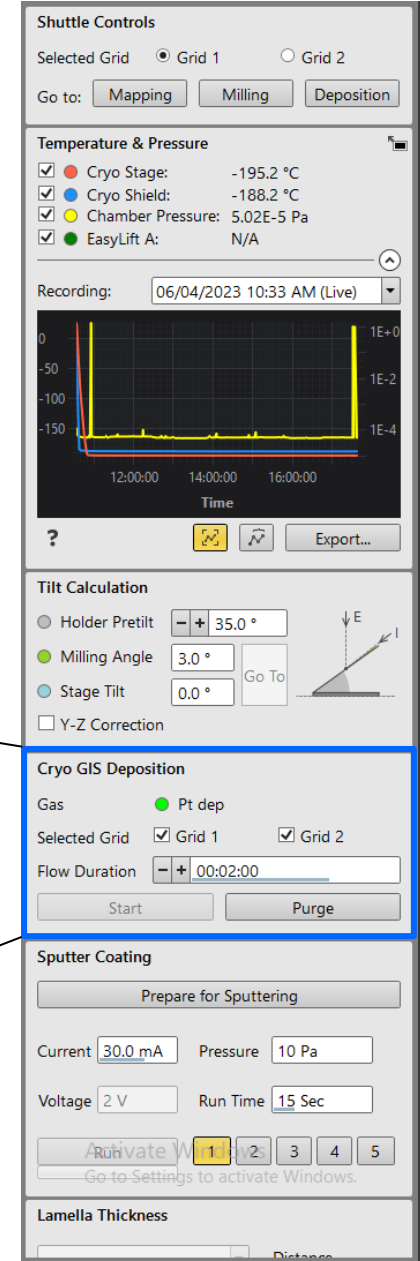 Shuttle Controls
Selected Grid Grid 1 Grid 2
Go to: Mapping Milling Deposition
Temperature & Pressure
Cryo Stage: -195.2 °C
Cryo Shield: -188.2 °C
Chamber Pressure: 5.02E-5 Pa
EasyLift A: N/A
Recording: 06/04/2023 10:33 AM (Live)
0 1E+0
-50
1E-2
-100
-150 1E-4
12:00:00 14:00:00 16:00:00
Time
? Export...
Tilt Calculation
Holder Pretilt - + 35.0 ° E
I
Milling Angle 3.0 °
Go To
Stage Tilt 0.0 °
Y-Z Correction
Cryo GIS Deposition
Gas Pt dep
Selected Grid Grid 1 Grid 2
Flow Duration - + 00:02:00
Start Purge
Sputter Coating
Prepare for Sputtering
Current 30.0 mA Pressure 10 Pa
Voltage 2 V Run Time 15 Sec
Run 1 2 3 4 5
Activate Windows
Go to Settings to activate Windows.
Lamella Thickness
Distance